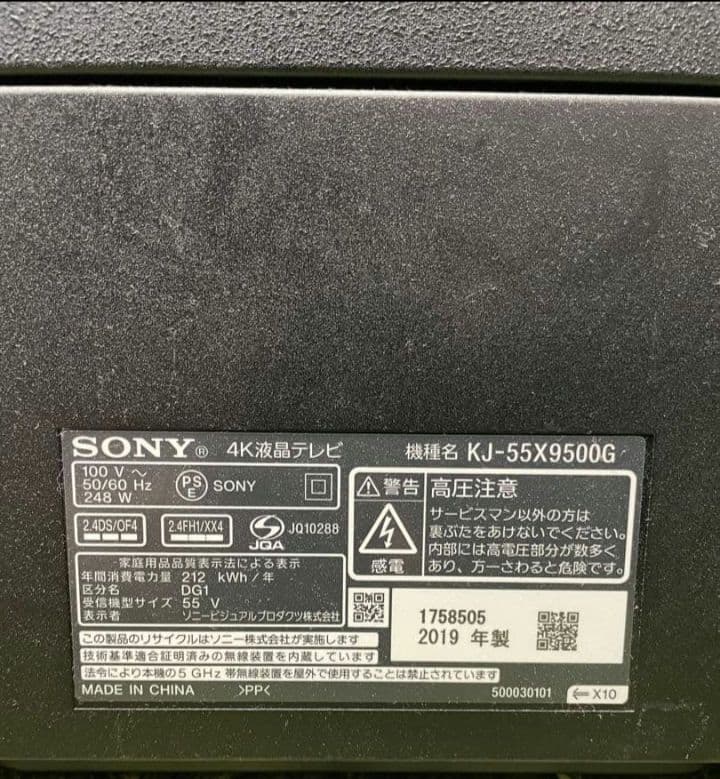 SONY® 4K液晶テレビ 機種名 KJ-55X9500G
100 V ～
50/60 Hz
248 W
PS
E
SONY
2.4DS/OF4
2.4FH1/XX4
JQA
JQ10288
家庭用品品質表示法による表示
年間消費電力量 212 kWh/年
区分名 DG1
受信機型サイズ 55 V
表示者 ソニービジュアルプロダクツ株式会社
警告 高圧注意
感電
サービスマン以外の方は
裏ぶたをあけないでください。
内部には高電圧部分が数多く
あり、万一さわると危険です。
1758505
2019 年製
この製品のリサイクルはソニー株式会社が実施します
技術基準適合証明済みの無線装置を内蔵しています
法令により本機の5 GHz 帯無線装置を屋外で使用することは禁止されています
MADE IN CHINA >PP< 500030101 X10